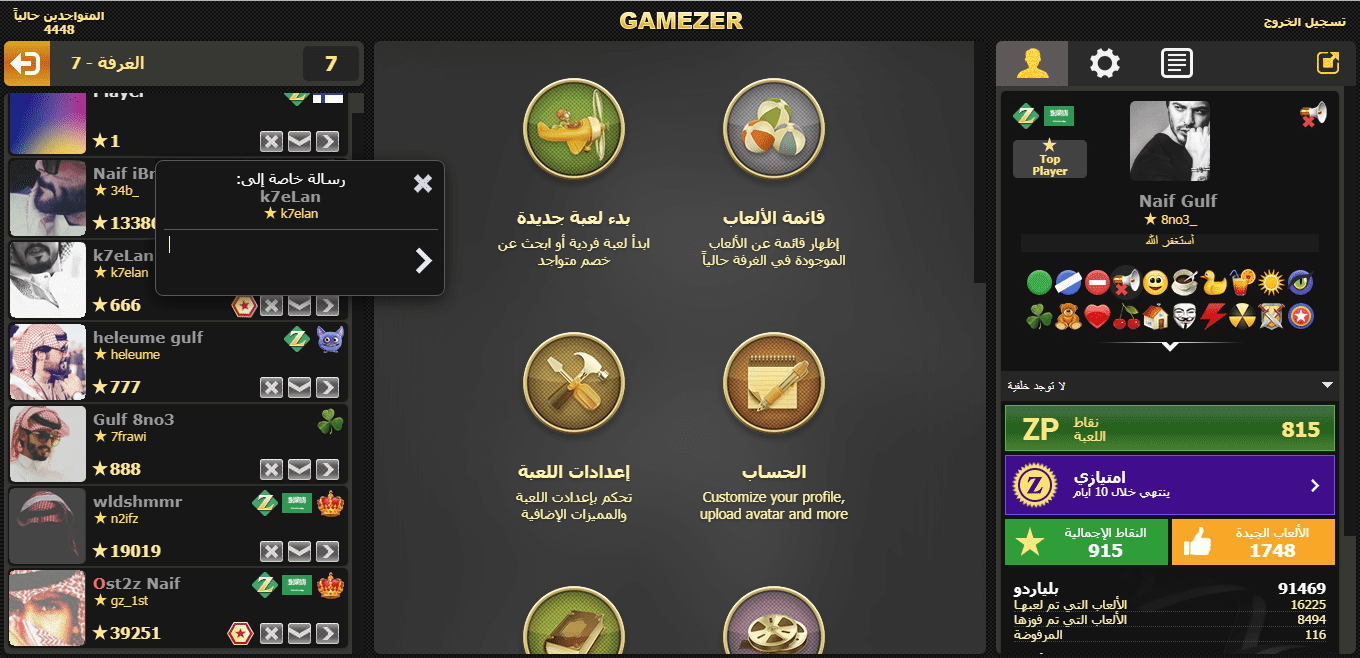 المتواجدين حالياً
4448
GAMEZER
تسجيل الخروج
الغرفة - 7
7
Player
1
Naif iBr
34b_
13386
k7eLan
k7elan
666
heleume gulf
heleume
777
Gulf 8no3
7frawi
888
wldshmmr
n2ifz
19019
Ost2z Naif
gz_1st
39251
رسالة خاصة إلى:
k7eLan
k7elan
بدء لعبة جديدة
ابدأ لعبة فردية أو ابحث عن
خصم متواجد
قائمة الألعاب
إظهار قائمة عن الألعاب
الموجودة في الغرفة حالياً
إعدادات اللعبة
تحكم بإعدادات اللعبة
والمميزات الإضافية
الحساب
Customize your profile,
upload avatar and more
Top
Player
Naif Gulf
8no3_
أستغفر الله
لا توجد خلفية
ZP
نقاط
اللعبة
815
امتيازي
ينتهي خلال 10 أيام
النقاط الإجمالية
915
الألعاب الجيدة
1748
بلياردو
91469
الألعاب التي تم لعبها
16225
الألعاب التي تم فوزها
8494
المرفوضة
116